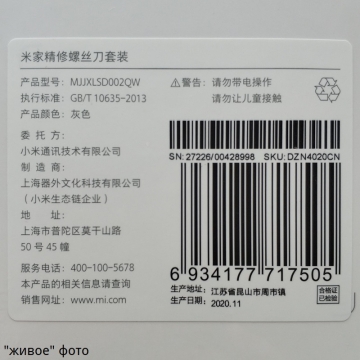 米家精修螺丝刀套装
产品型号: MJJXLSD002QW
执行标准: GB/T 10635-2013
产品颜色: 灰色
委托方:
小米通讯技术有限公司
制造商:
上海器外文化科技有限公司
(小米生态链企业)
地址:
上海市普陀区莫干山路
50 号 45 幢
服务电话: 400-100-5678
本产品的相关信息请查询
销售网址: www.mi.com
警告: 请勿带电操作
请勿让儿童接触
SN: 27226/00428998 SKU: DZN4020CN
6 934177 717505
生产地址: 江苏省昆山市周市镇
生产日期: 2020.11
合格证
已检验
"живое" фото